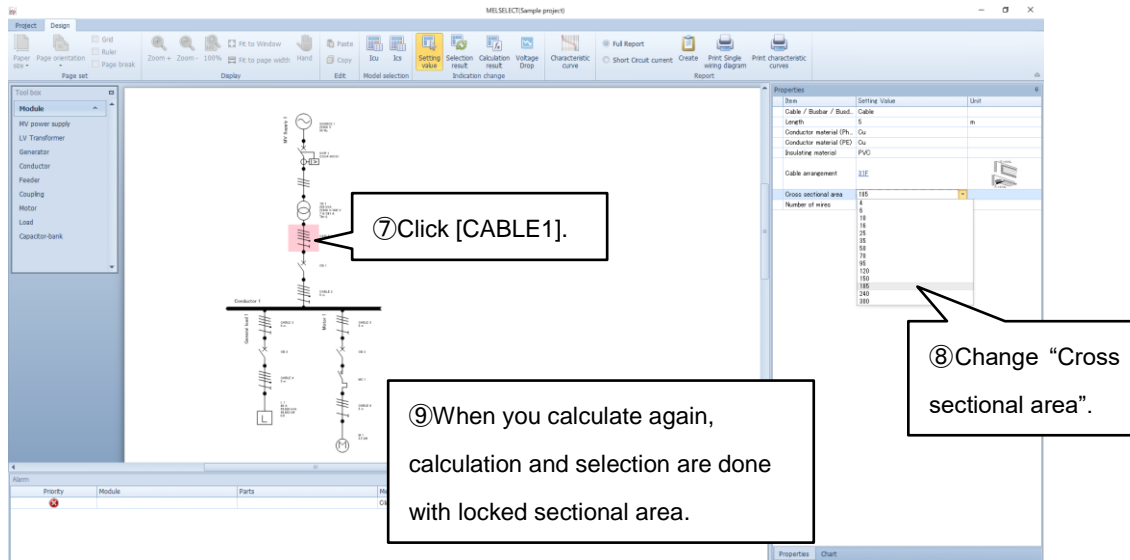 MELSELECT(Sample project)
Project Design
Paper size Page orientation Grid Ruler Page break
Zoom + Zoom - 100% Fit to Window Fit to page width Hand
Paste Copy
Icu Ics
Setting value Selection result Calculation result Voltage Drop
Characteristic curve
Full Report Short Circuit current Create Print Single wiring diagram Print characteristic curves
Page set Display Edit Model selection Indication change Report
Tool box
Module
MV power supply
LV Transformer
Generator
Conductor
Feeder
Coupling
Motor
Load
Capacitor-bank
MV Supply 1
CB 1
CABLE 2
Conductor 1
General load 1
Motor 1
L
M
Properties
Item Setting Value Unit
Cable / Busbar / Busd.. Cable
Length 5 m
Conductor material (Ph.. Cu
Conductor material (PE) Cu
Insulating material PVC
Cable arrangement 31F
Cross sectional area 185
Number of wires
4
6
10
16
25
35
50
70
95
120
150
185
240
300
⑦Click [CABLE1].
⑧Change “Cross
sectional area”.
⑨When you calculate again,
calculation and selection are done
with locked sectional area.
Alarm
Priority Module Parts
Properties Chart